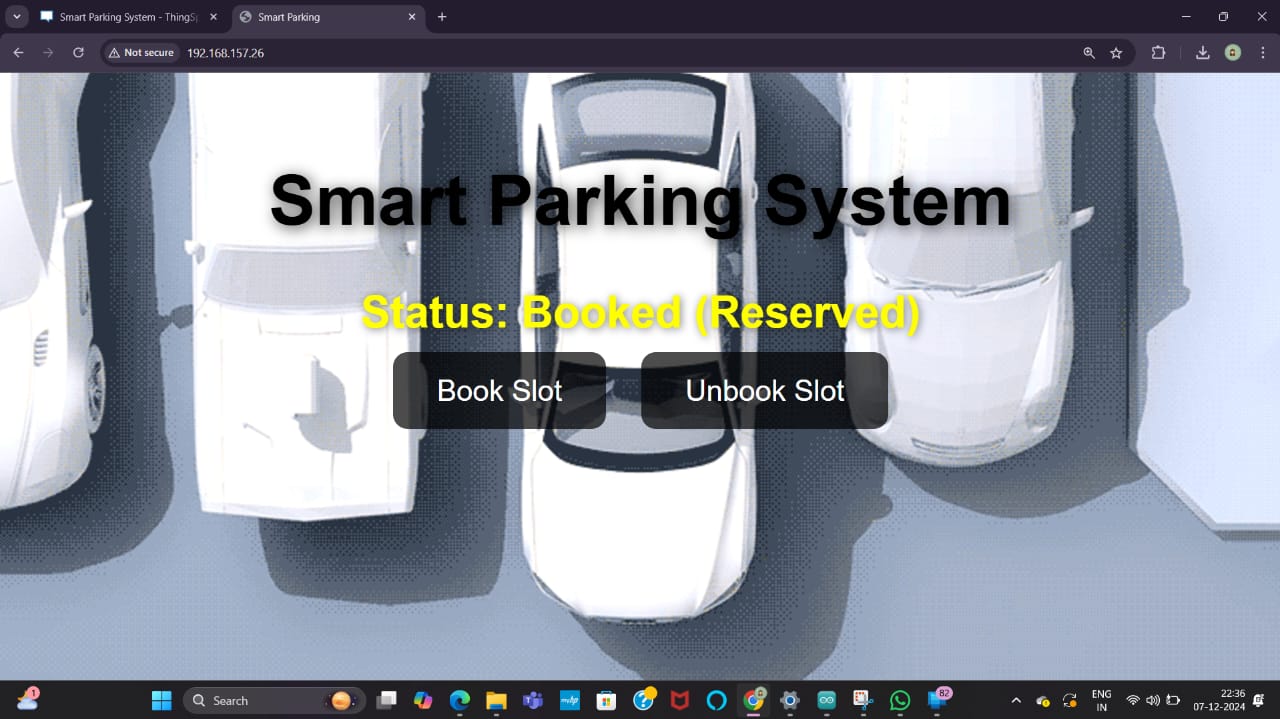 Smart Parking System - ThingSp
Smart Parking
Not secure
192.168.157.26
Smart Parking System
Status: Booked (Reserved)
Book Slot
Unbook Slot
1
Search
myhp
82
ENG
IN
22:36
07-12-2024